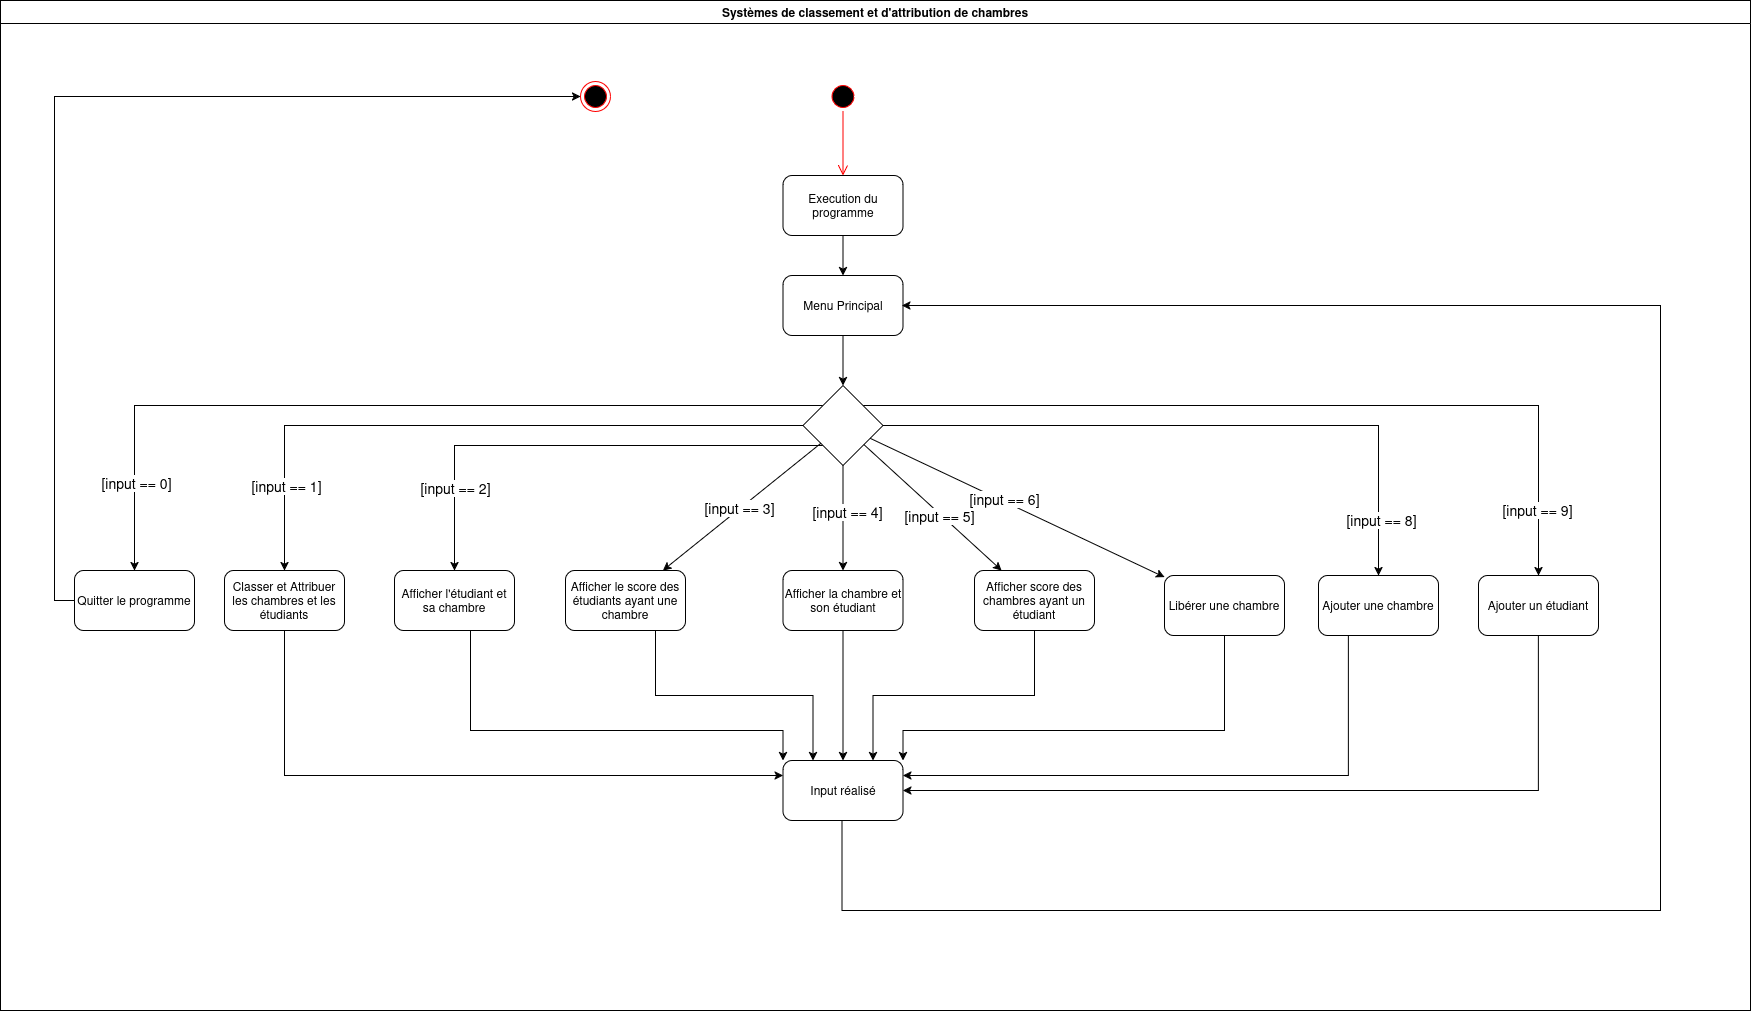 Systèmes de classement et d'attribution de chambres
Execution du
programme
Menu Principal
[input == 0]
[input == 1]
[input == 2]
[input == 3]
[input == 4]
[input == 5]
[input == 6]
[input == 8]
[input == 9]
Quitter le programme
Classer et Attribuer
les chambres et les
étudiants
Afficher l'étudiant et
sa chambre
Afficher le score des
étudiants ayant une
chambre
Afficher la chambre et
son étudiant
Afficher score des
chambres ayant un
étudiant
Libérer une chambre
Ajouter une chambre
Ajouter un étudiant
Input réalisé